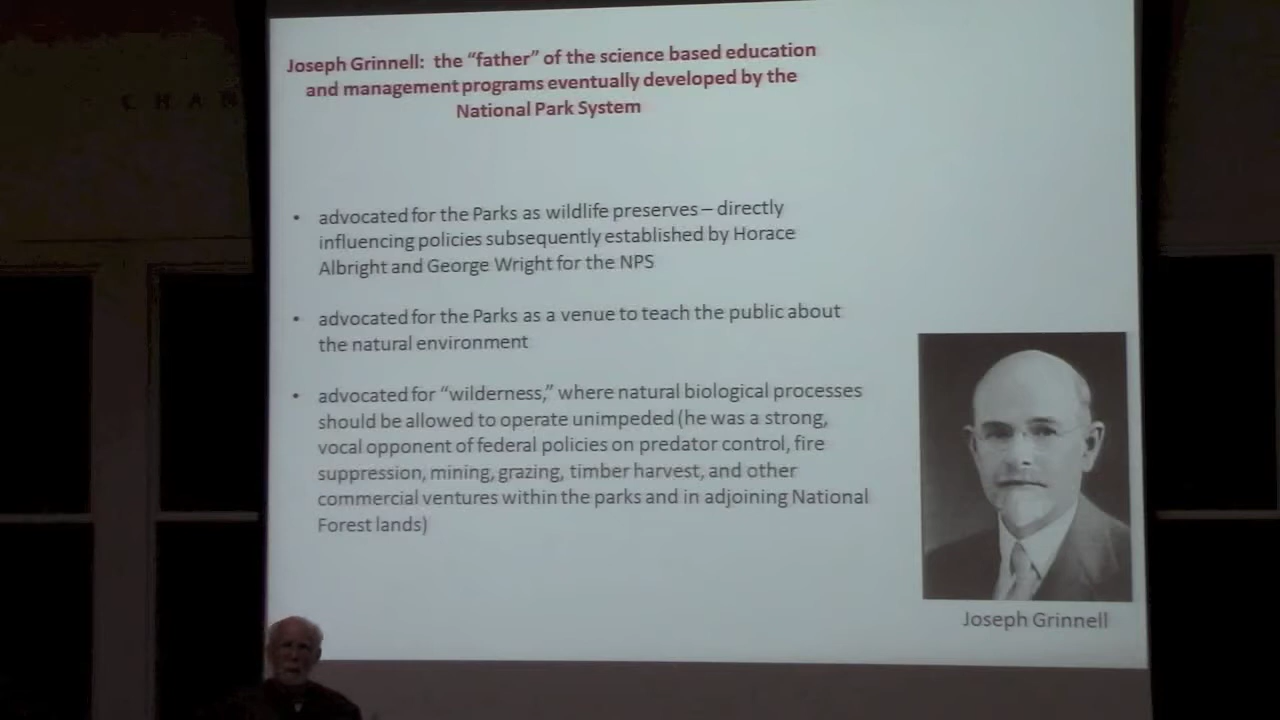 Joseph Grinnell: the “father” of the science based education
and management programs eventually developed by the
National Park System
• advocated for the Parks as wildlife preserves – directly
influencing policies subsequently established by Horace
Albright and George Wright for the NPS
• advocated for the Parks as a venue to teach the public about
the natural environment
• advocated for “wilderness,” where natural biological processes
should be allowed to operate unimpeded (he was a strong,
vocal opponent of federal policies on predator control, fire
suppression, mining, grazing, timber harvest, and other
commercial ventures within the parks and in adjoining National
Forest lands)
Joseph Grinnell
CHAN